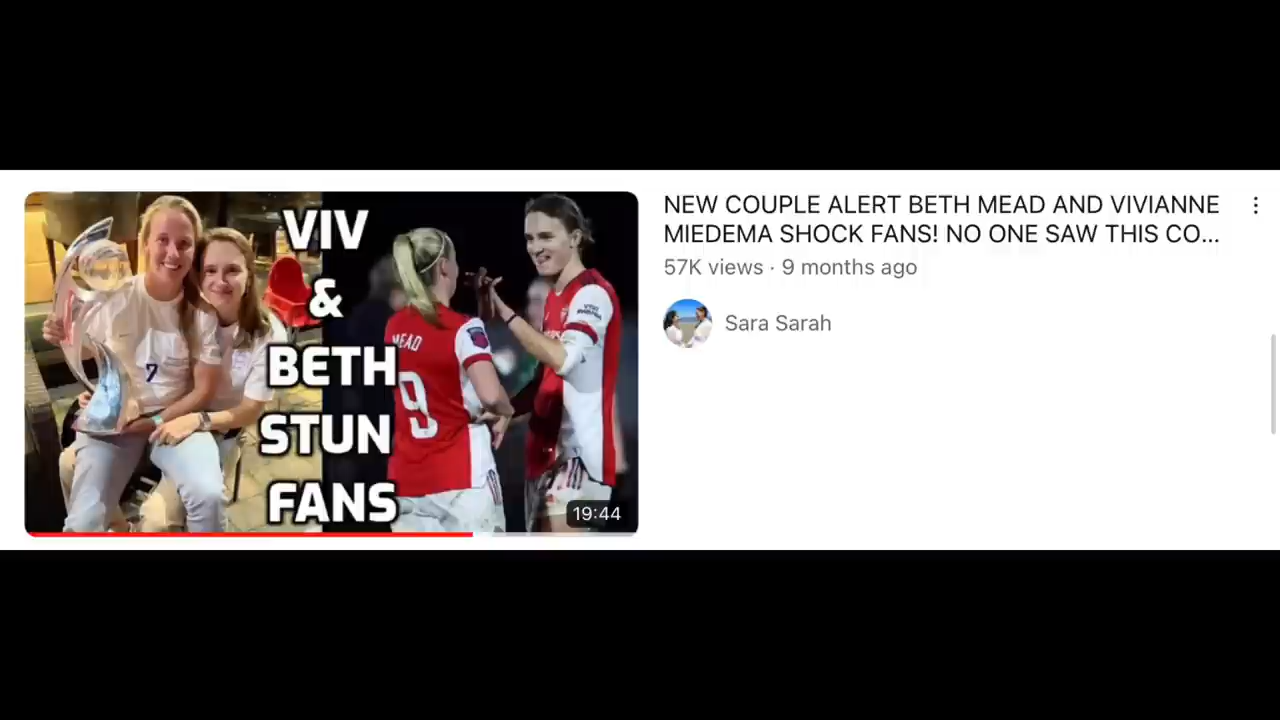 NEW COUPLE ALERT BETH MEAD AND VIVIANNE
MIEDEMA SHOCK FANS! NO ONE SAW THIS CO...
57K views · 9 months ago
Sara Sarah
VIV
&
BETH
STUN
FANS
MEAD
9
7
19:44